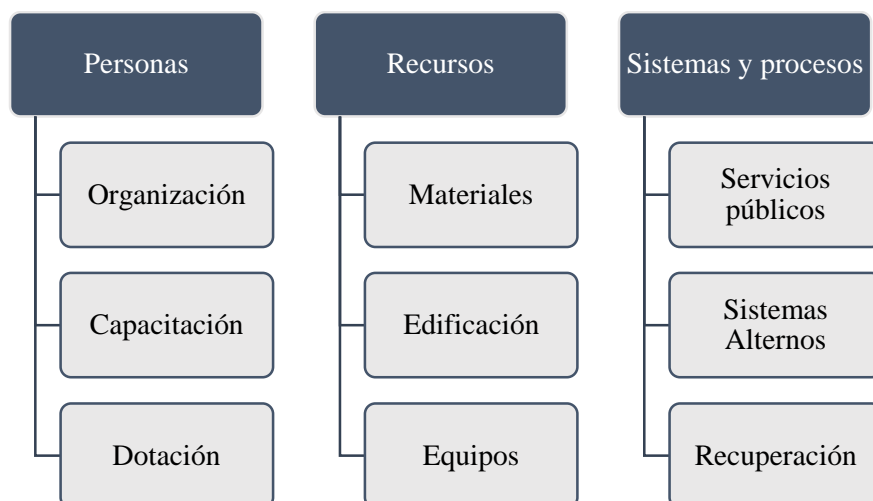 Personas
Organización
Capacitación
Dotación
Recursos
Materiales
Edificación
Equipos
Sistemas y procesos
Servicios
públicos
Sistemas
Alternos
Recuperación